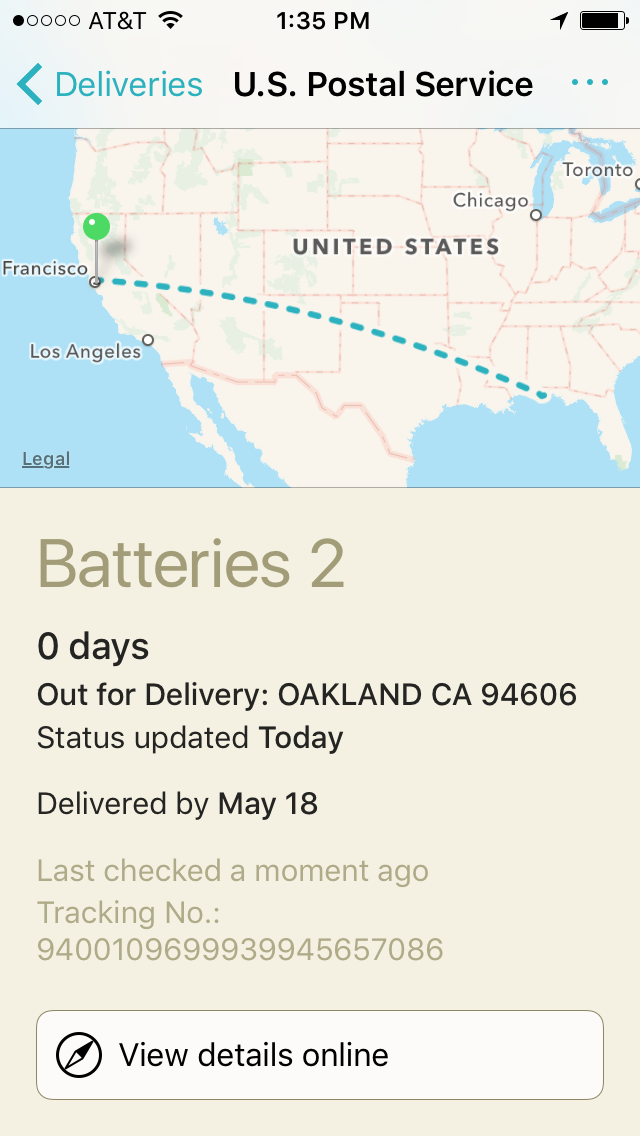 AT&T 1:35 PM
Deliveries U.S. Postal Service ...
Toronto
Chicago
UNITED STATES
Francisco
Los Angeles
Legal
Batteries 2
0 days
Out for Delivery: OAKLAND CA 94606
Status updated Today
Delivered by May 18
Last checked a moment ago
Tracking No.:
9400109699939945657086
View details online